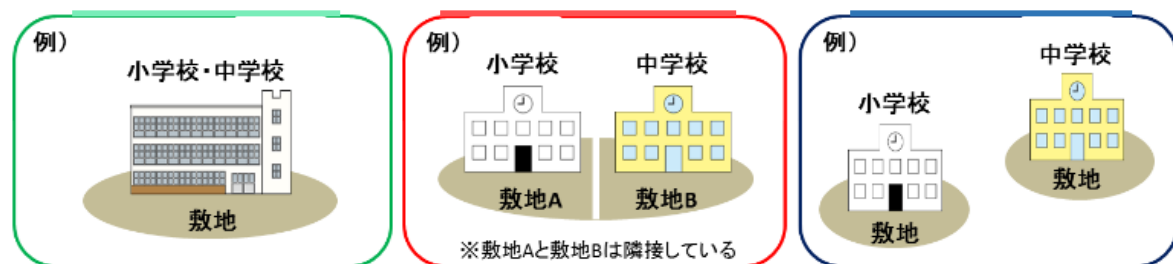 例）
小学校・中学校
敷地
例）
小学校
中学校
敷地A
敷地B
※敷地Aと敷地Bは隣接している
例）
中学校
小学校
敷地
敷地